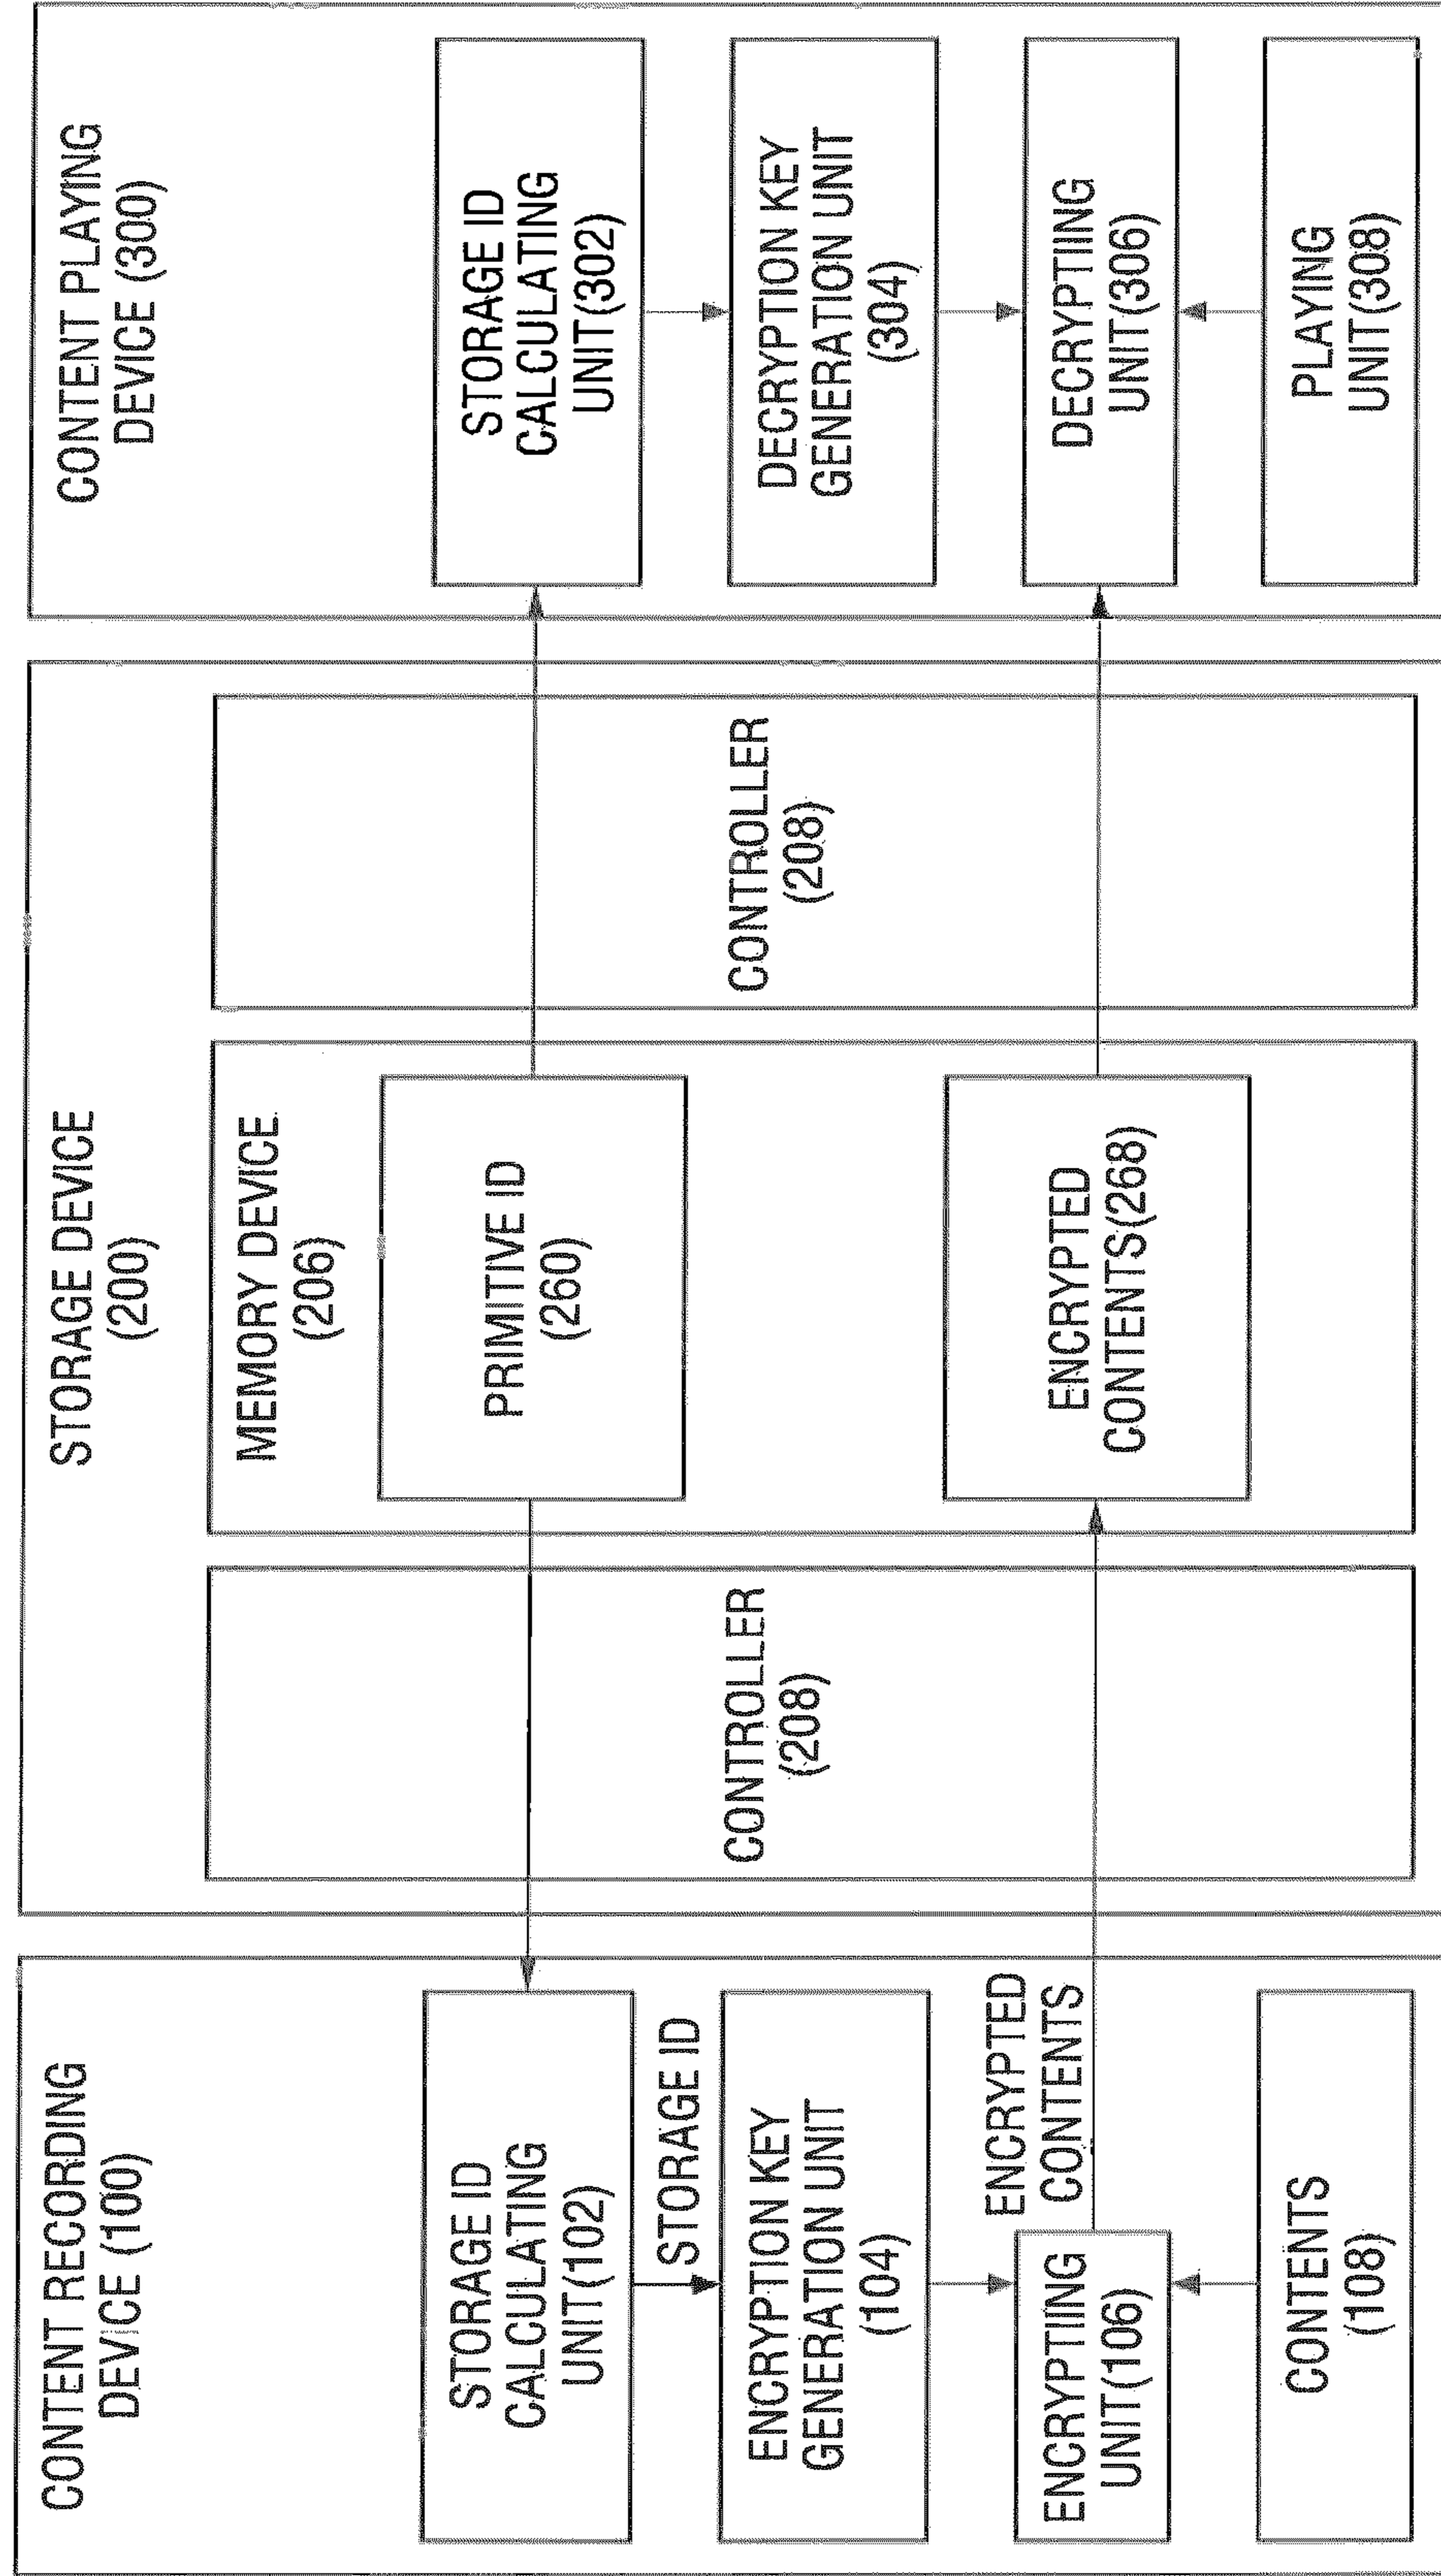 CONTENT RECORDING
DEVICE (100)
STORAGE ID
CALCULATING
UNIT(102)
STORAGE ID
ENCRYPTION KEY
GENERATION UNIT
(104)
ENCRYPTED
CONTENTS
ENCRYPTIING
UNIT(106)
CONTENTS
(108)
STORAGE DEVICE
(200)
CONTROLLER
(208)
MEMORY DEVICE
(206)
PRIMITIVE ID
(260)
ENCRYPTED
CONTENTS(268)
CONTROLLER
(208)
CONTENT PLAYING
DEVICE (300)
STORAGE ID
CALCULATING
UNIT(302)
DECRYPTION KEY
GENERATION UNIT
(304)
DECRYPTIING
UNIT(306)
PLAYING
UNIT(308)